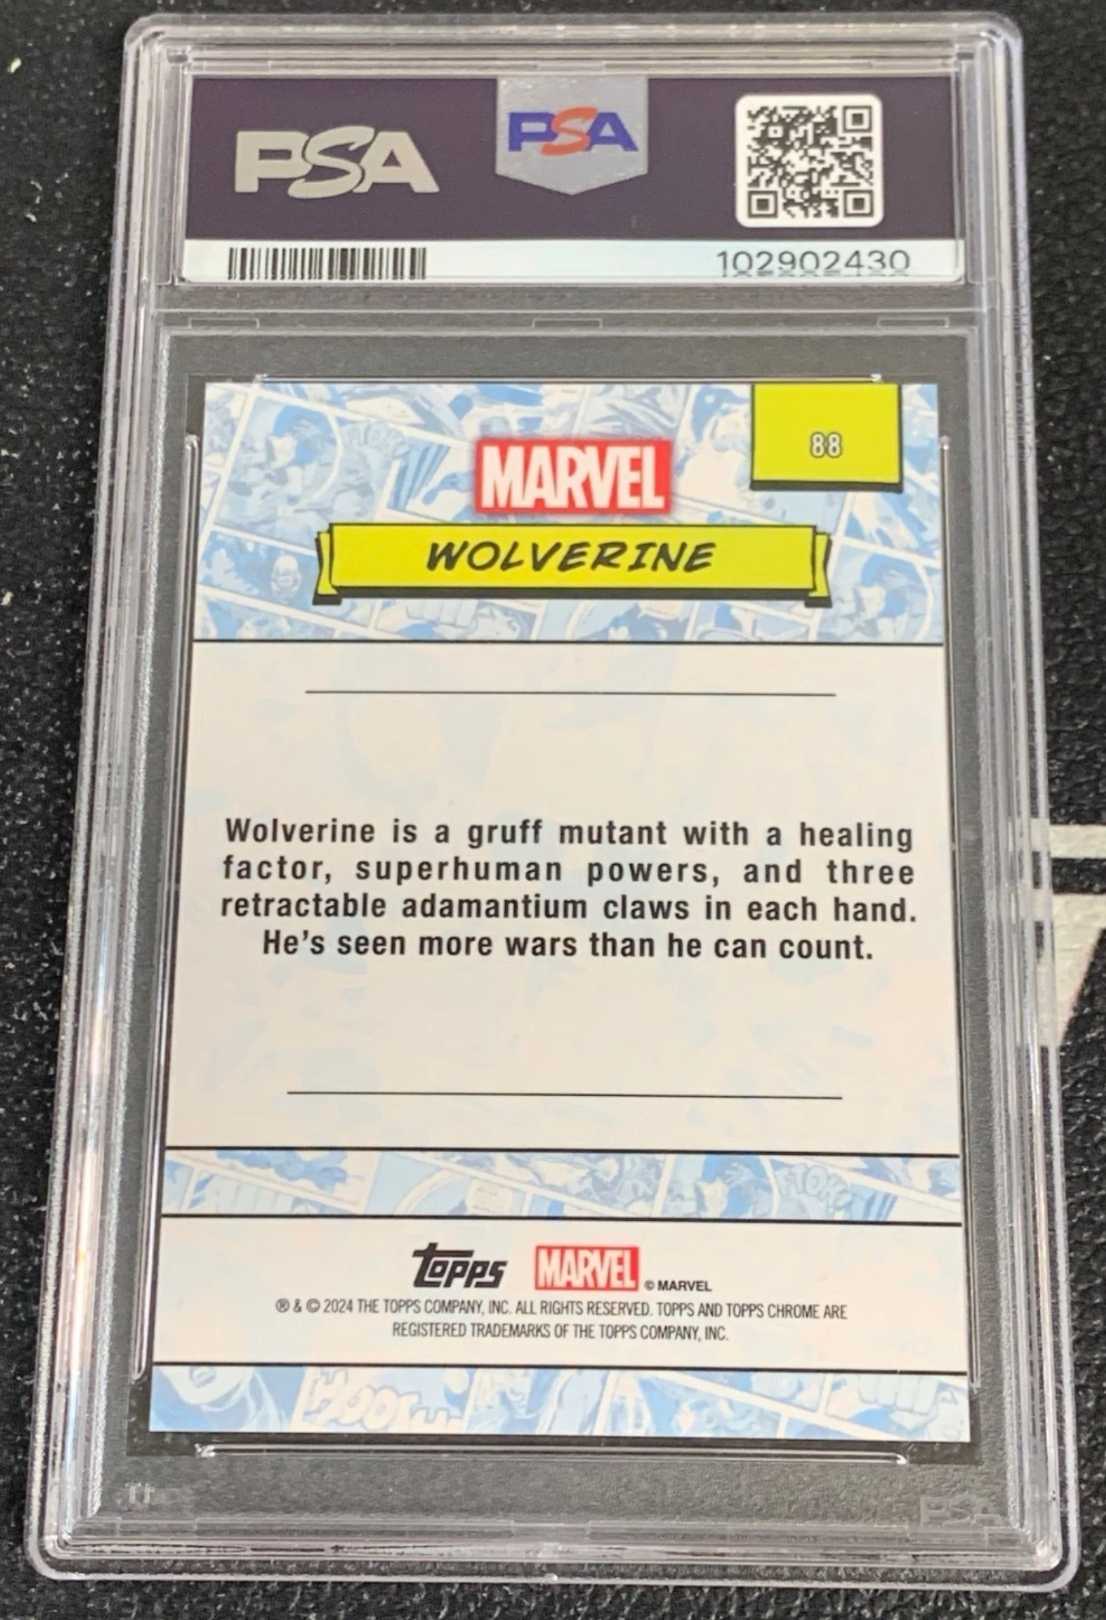 PSA
PSA
102902430
88
MARVEL
WOLVERINE
Wolverine is a gruff mutant with a healing
factor, superhuman powers, and three
retractable adamantium claws in each hand.
He's seen more wars than he can count.
Topps MARVEL © MARVEL
® & © 2024 THE TOPPS COMPANY, INC. ALL RIGHTS RESERVED. TOPPS AND TOPPS CHROME ARE
REGISTERED TRADEMARKS OF THE TOPPS COMPANY, INC.
PSA